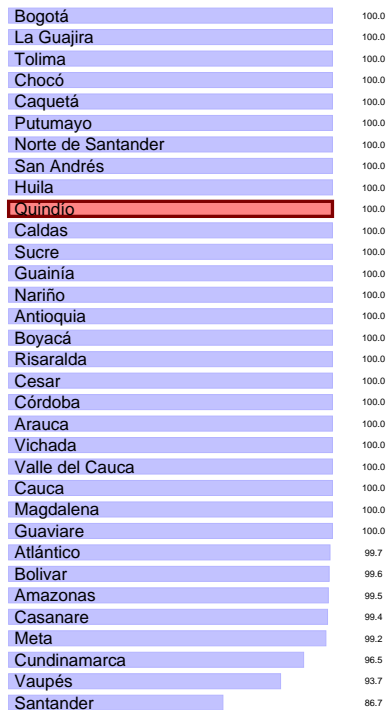 Bogotá 100.0
La Guajira 100.0
Tolima 100.0
Chocó 100.0
Caquetá 100.0
Putumayo 100.0
Norte de Santander 100.0
San Andrés 100.0
Huila 100.0
Quindío 100.0
Caldas 100.0
Sucre 100.0
Guainía 100.0
Nariño 100.0
Antioquia 100.0
Boyacá 100.0
Risaralda 100.0
Cesar 100.0
Córdoba 100.0
Arauca 100.0
Vichada 100.0
Valle del Cauca 100.0
Cauca 100.0
Magdalena 100.0
Guaviare 100.0
Atlántico 99.7
Bolivar 99.6
Amazonas 99.5
Casanare 99.4
Meta 99.2
Cundinamarca 96.5
Vaupés 93.7
Santander 86.7